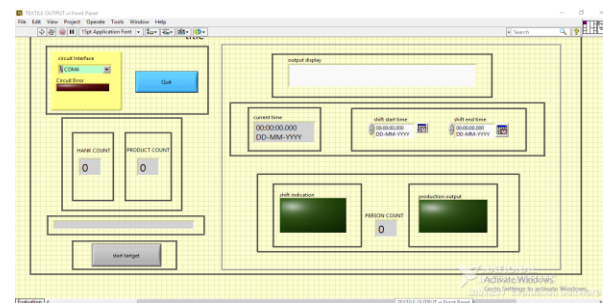 TEXTILE OUTPUT.vi Front Panel
File Edit View Project Operate Tools Window Help
15pt Application Font
Search
title
circuit Interface
COM4
Circuit Error
Quit
output display
current time
00:00:00.000
DD-MM-YYYY
shift start time
00:00:00.000
DD-MM-YYYY
shift end time
00:00:00.000
DD-MM-YYYY
HANK COUNT
0
PRODUCT COUNT
0
shift indication
PERSON COUNT
0
production output
start target
Activate Windows
Go to Settings to activate Windows.
Evaluation
TEXTILE OUTPUT.vi Front Panel